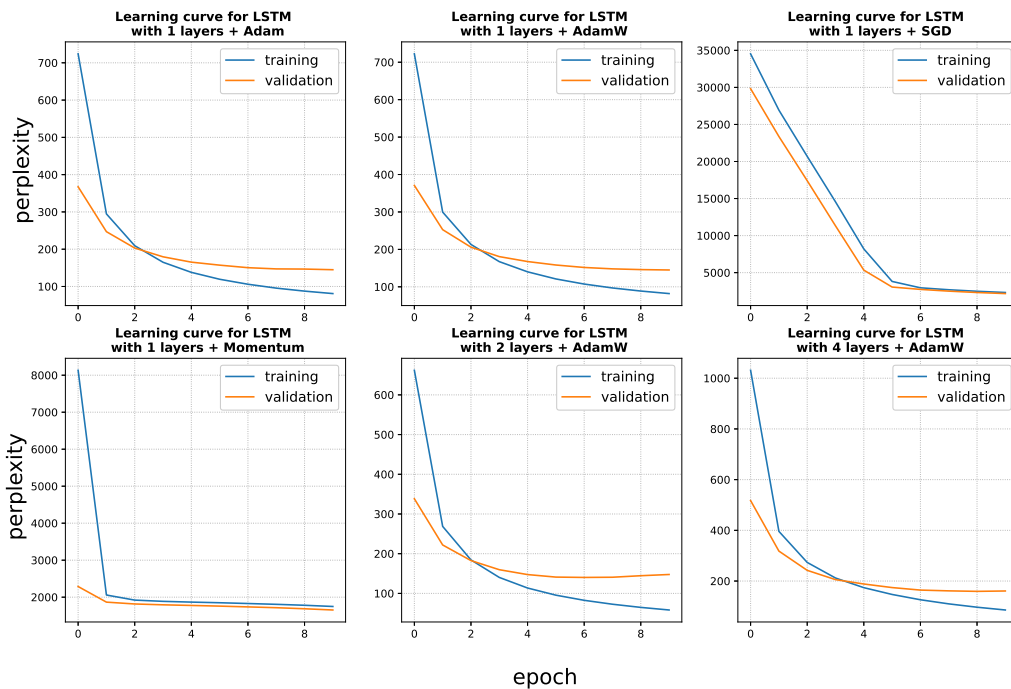 Learning curve for LSTM
with 1 layers + Adam
training
validation
700
600
500
400
300
200
100
0
2
4
6
8
perplexity
Learning curve for LSTM
with 1 layers + AdamW
training
validation
700
600
500
400
300
200
100
0
2
4
6
8
Learning curve for LSTM
with 1 layers + SGD
training
validation
35000
30000
25000
20000
15000
10000
5000
0
2
4
6
8
Learning curve for LSTM
with 1 layers + Momentum
training
validation
8000
7000
6000
5000
4000
3000
2000
0
2
4
6
8
perplexity
Learning curve for LSTM
with 2 layers + AdamW
training
validation
600
500
400
300
200
100
0
2
4
6
8
Learning curve for LSTM
with 4 layers + AdamW
training
validation
1000
800
600
400
200
0
2
4
6
8
epoch